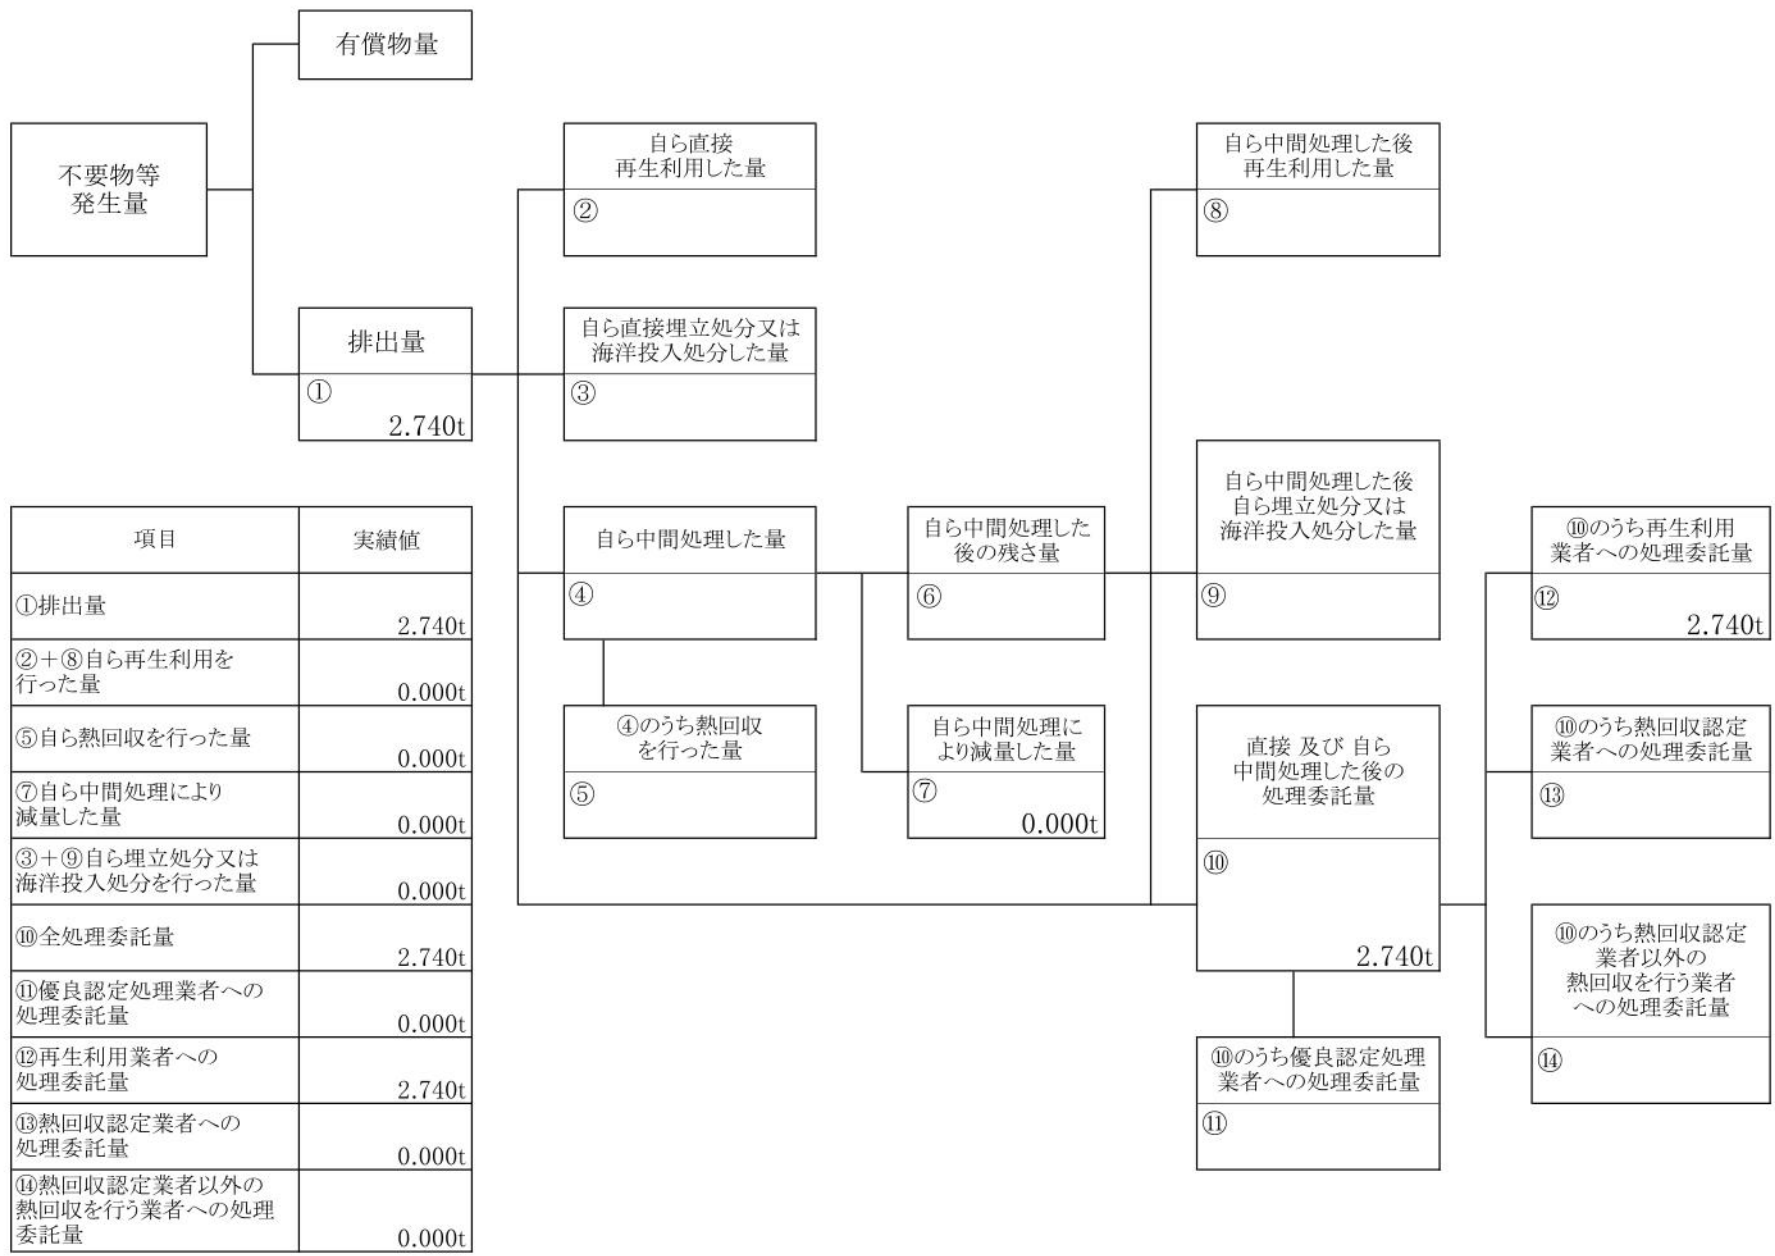 有償物量
不要物等
発生量
排出量
①
2.740t
自ら直接
再生利用した量
②
自ら直接埋立処分又は
海洋投入処分した量
③
自ら中間処理した量
④
④のうち熱回収
を行った量
⑤
自ら中間処理した
後の残さ量
⑥
自ら中間処理に
より減量した量
⑦
0.000t
自ら中間処理した後
再生利用した量
⑧
自ら中間処理した後
自ら埋立処分又は
海洋投入処分した量
⑨
直接 及び 自ら
中間処理した後の
処理委託量
⑩
2.740t
⑩のうち優良認定処理
業者への処理委託量
⑪
⑩のうち再生利用
業者への処理委託量
⑫
2.740t
⑩のうち熱回収認定
業者への処理委託量
⑬
⑩のうち熱回収認定
業者以外の
熱回収を行う業者
への処理委託量
⑭
項目
実績値
①排出量
2.740t
②＋⑧自ら再生利用を
行った量
0.000t
⑤自ら熱回収を行った量
0.000t
⑦自ら中間処理により
減量した量
0.000t
③＋⑨自ら埋立処分又は
海洋投入処分を行った量
0.000t
⑩全処理委託量
2.740t
⑪優良認定処理業者への
処理委託量
0.000t
⑫再生利用業者への
処理委託量
2.740t
⑬熱回収認定業者への
処理委託量
0.000t
⑭熱回収認定業者以外の
熱回収を行う業者への処理
委託量
0.000t